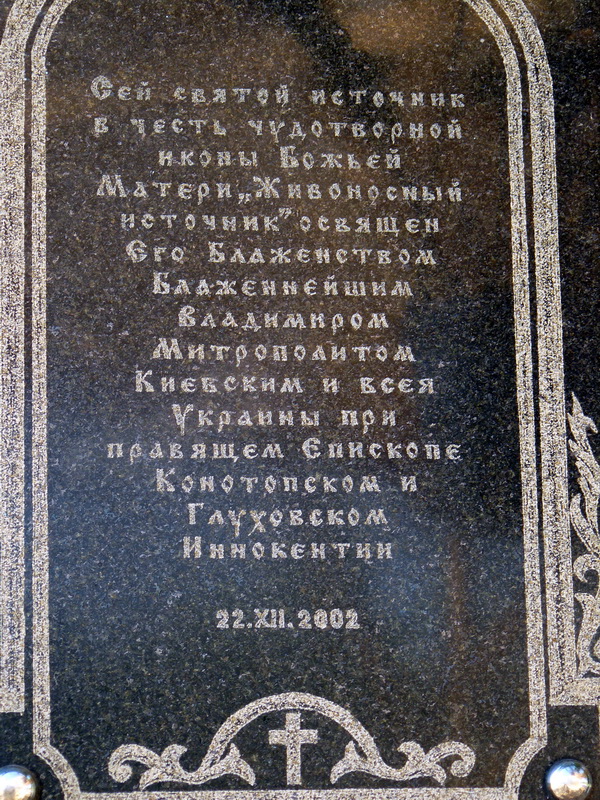 Сей святой источник
в честь чудотворной
иконы Божьей
Матери „Живоносный
источник” освящен
Его Блаженством
Блаженнейшим
Владимиром
Митрополитом
Киевским и всея
Украины при
правящем Епископе
Конотопском и
Глуховском
Иннокентии
22.XII.2002